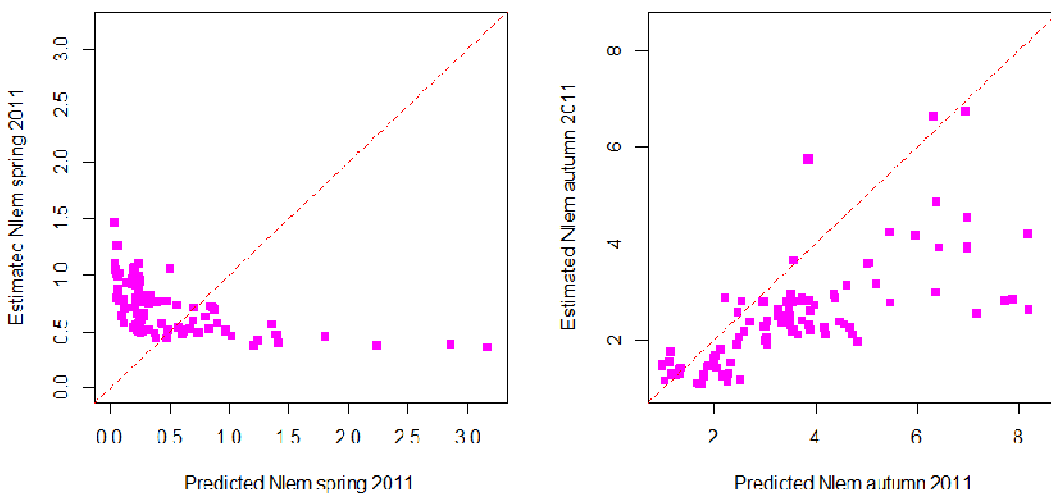 Estimated Nlem spring 2011
0.0 0.5 1.0 1.5 2.0 2.5 3.0
0.0 0.5 1.0 1.5 2.0 2.5 3.0
Predicted Nlem spring 2011
Estimated Nlem autumn 2011
2 4 6 8
2 4 6 8
Predicted Nlem autumn 2011